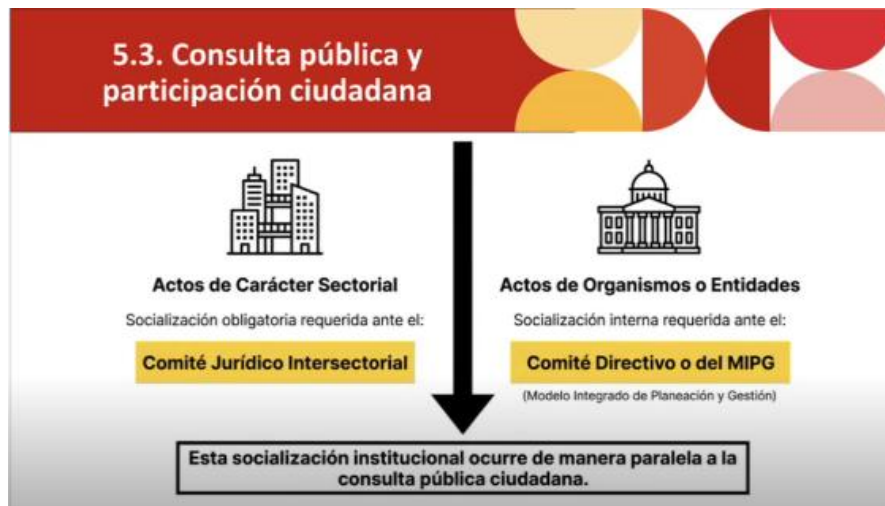 5.3. Consulta pública y
participación ciudadana
Actos de Carácter Sectorial
Socialización obligatoria requerida ante el:
Comité Jurídico Intersectorial
Actos de Organismos o Entidades
Socialización interna requerida ante el:
Comité Directivo o del MIPG
(Modelo Integrado de Planeación y Gestión)
Esta socialización institucional ocurre de manera paralela a la
consulta pública ciudadana.